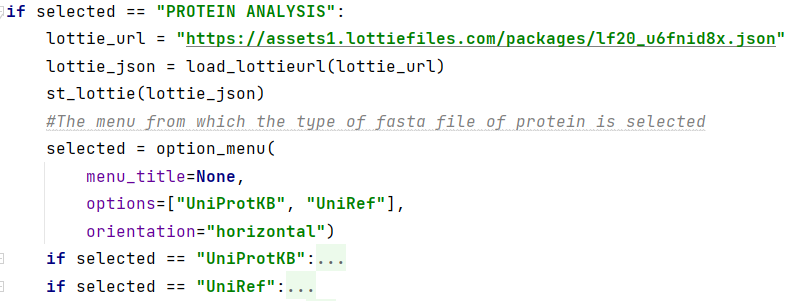 if selected == "PROTEIN ANALYSIS":
    lottie_url = "https://assets1.lottiefiles.com/packages/lf20_u6fnid8x.json"
    lottie_json = load_lottieurl(lottie_url)
    st_lottie(lottie_json)
    #The menu from which the type of fasta file of protein is selected
    selected = option_menu(
        menu_title=None,
        options=["UniProtKB", "UniRef"],
        orientation="horizontal")
    if selected == "UniProtKB":...
    if selected == "UniRef":...